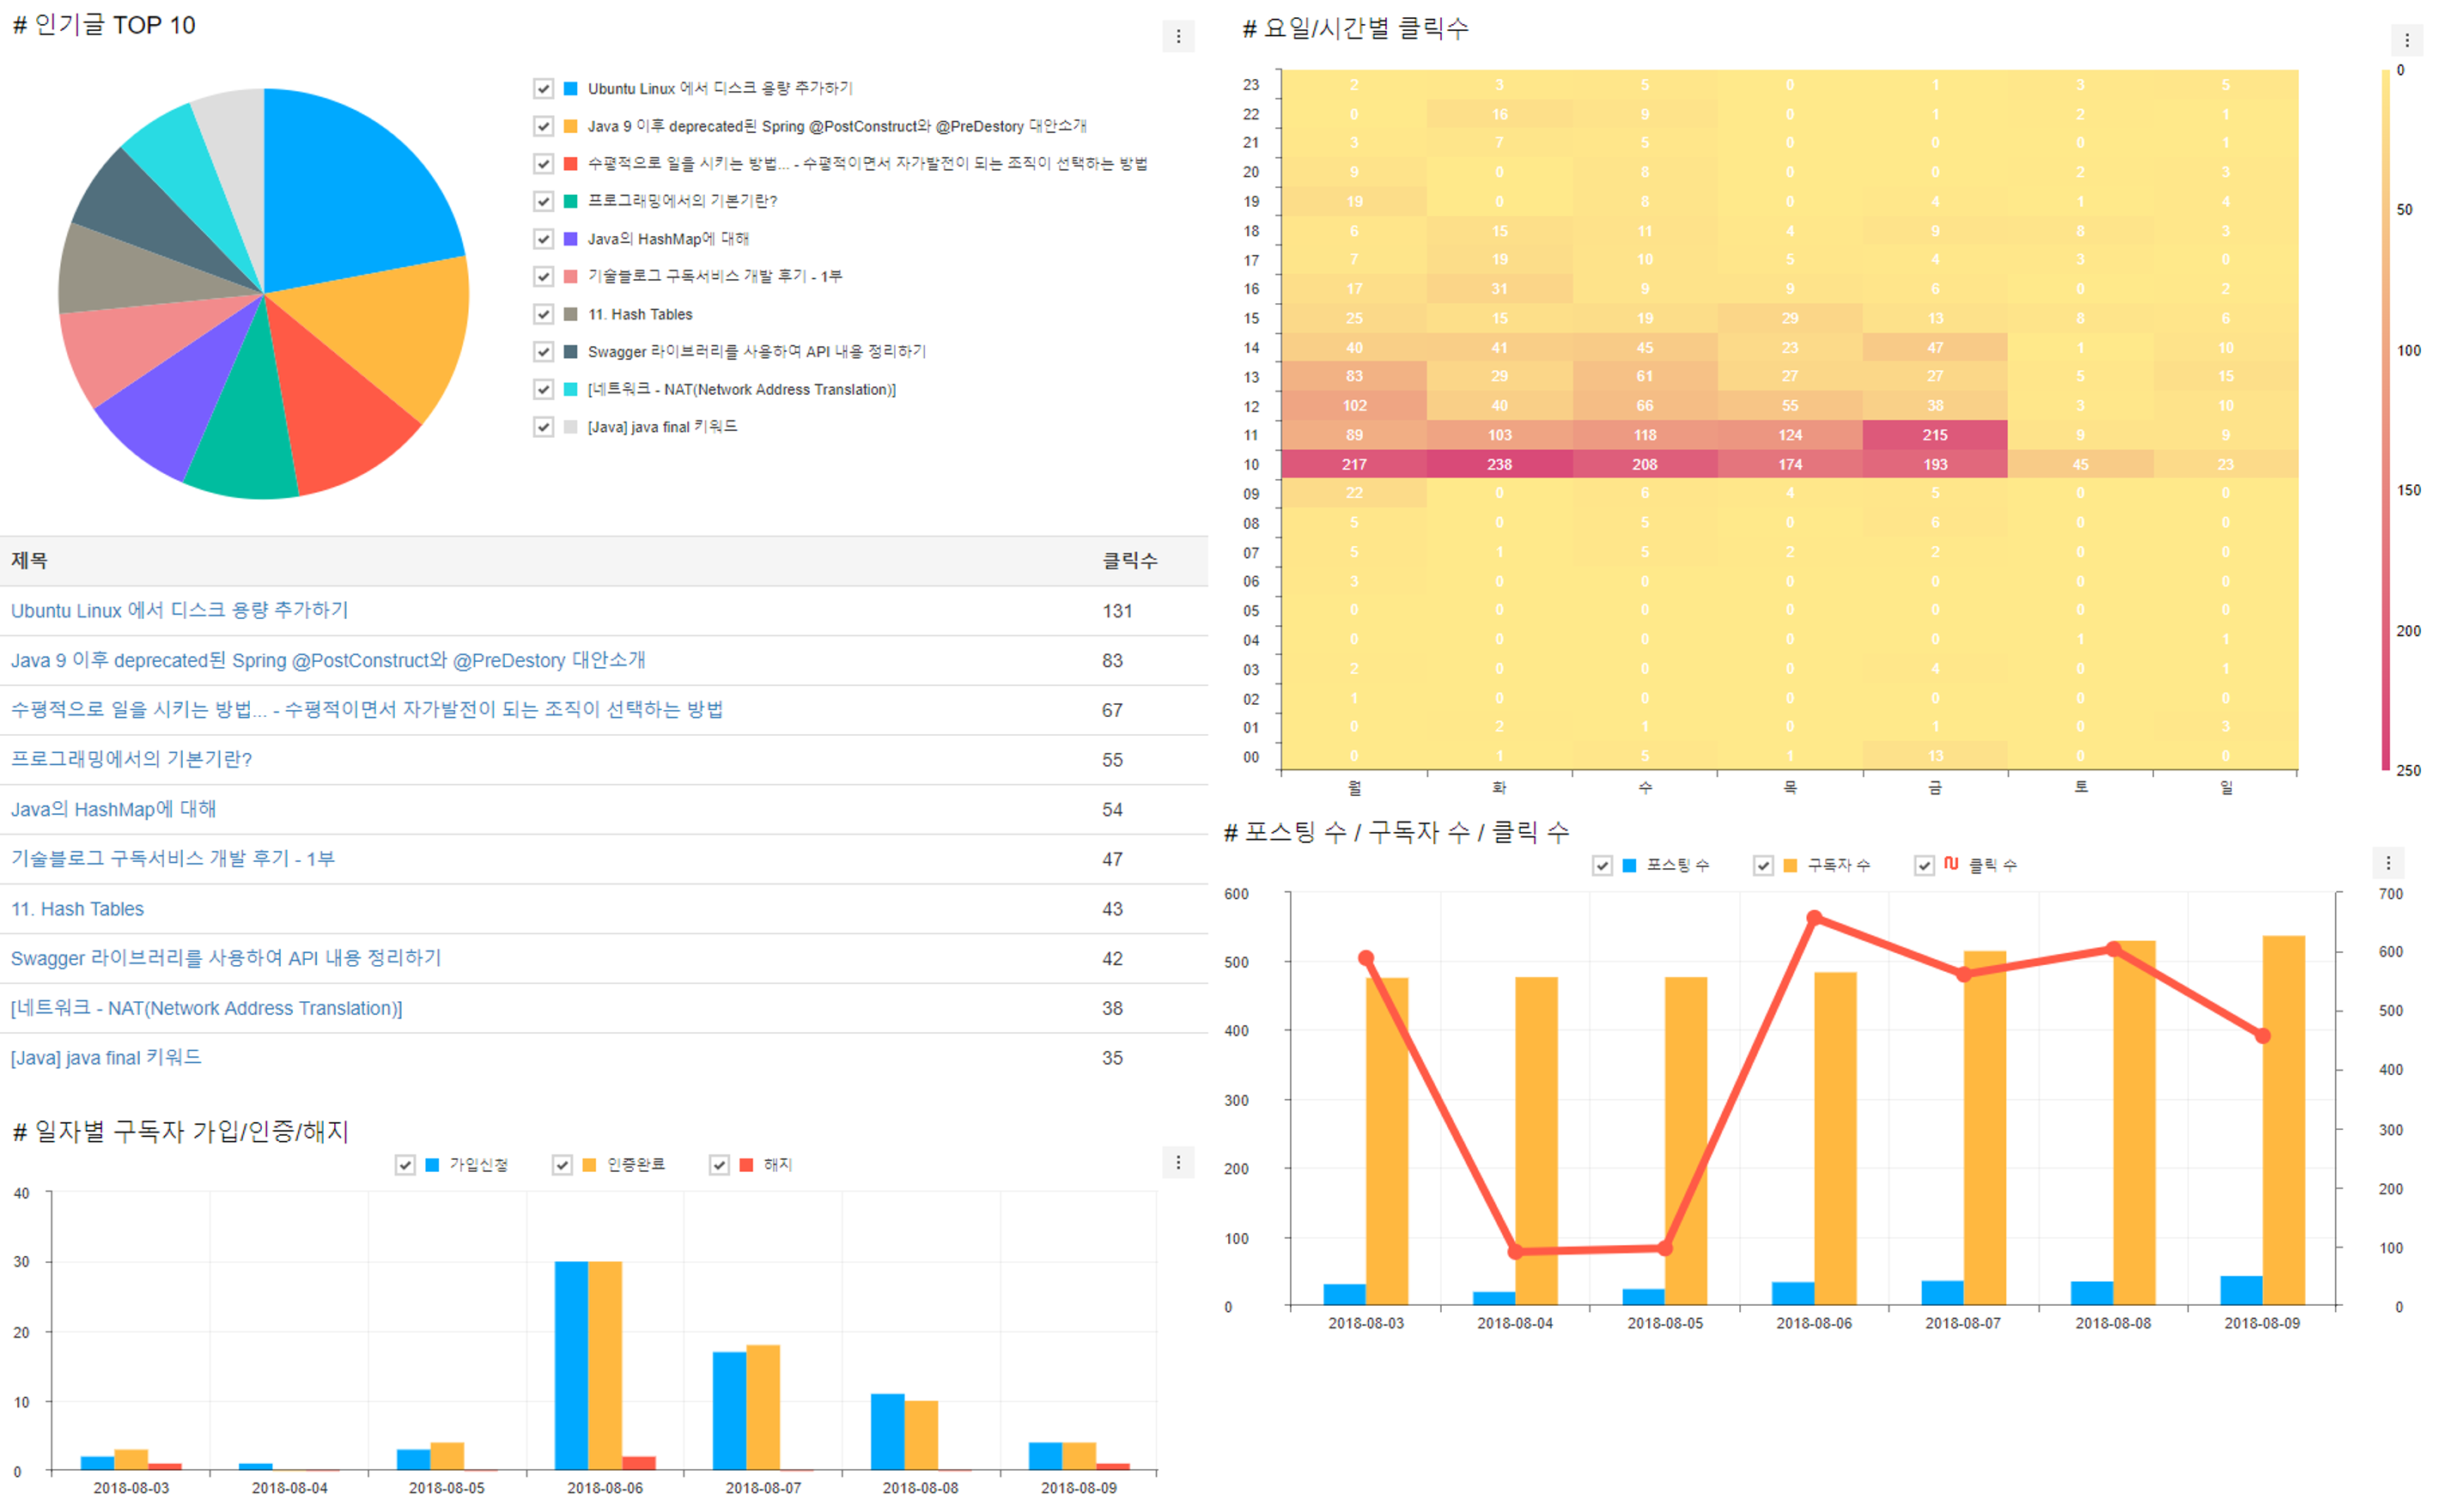 # 인기글 TOP 10
Ubuntu Linux 에서 디스크 용량 추가하기
Java 9 이후 deprecated된 Spring @PostConstruct와 @PreDestory 대안소개
수평적으로 일을 시키는 방법... - 수평적이면서 자가발전이 되는 조직이 선택하는 방법
프로그래밍에서의 기본기란?
Java의 HashMap에 대해
기술블로그 구독서비스 개발 후기 - 1부
11. Hash Tables
Swagger 라이브러리를 사용하여 API 내용 정리하기
[네트워크 - NAT(Network Address Translation)]
[Java] java final 키워드
제목 클릭수
Ubuntu Linux 에서 디스크 용량 추가하기 131
Java 9 이후 deprecated된 Spring @PostConstruct와 @PreDestory 대안소개 83
수평적으로 일을 시키는 방법... - 수평적이면서 자가발전이 되는 조직이 선택하는 방법 67
프로그래밍에서의 기본기란? 55
Java의 HashMap에 대해 54
기술블로그 구독서비스 개발 후기 - 1부 47
11. Hash Tables 43
Swagger 라이브러리를 사용하여 API 내용 정리하기 42
[네트워크 - NAT(Network Address Translation)] 38
[Java] java final 키워드 35
# 일자별 구독자 가입/인증/해지
가입신청 인증완료 해지
40
30
20
10
0
2018-08-03 2018-08-04 2018-08-05 2018-08-06 2018-08-07 2018-08-08 2018-08-09
# 요일/시간별 클릭수
23 2 3 5 0 1 3 5
22 0 16 9 0 1 2 1
21 3 7 5 0 0 0 1
20 9 0 8 0 0 2 3
19 19 0 8 0 4 1 4
18 6 15 11 4 9 8 3
17 7 19 10 5 4 3 0
16 17 31 9 9 6 0 2
15 25 15 19 29 13 8 6
14 40 41 45 23 47 1 10
13 83 29 61 27 27 5 15
12 102 40 66 55 38 3 10
11 89 103 118 124 215 9 9
10 217 238 208 174 193 45 23
09 22 0 6 4 5 0 0
08 5 0 5 0 6 0 0
07 5 1 5 2 2 0 0
06 3 0 0 0 0 0 0
05 0 0 0 0 0 0 0
04 0 0 0 0 0 1 1
03 2 0 0 0 4 0 1
02 1 0 0 0 0 0 0
01 0 2 1 0 1 0 3
00 0 1 5 1 13 0 0
월 화 수 목 금 토 일
0
50
100
150
200
250
# 포스팅 수 / 구독자 수 / 클릭 수
포스팅 수 구독자 수 클릭 수
600
500
400
300
200
100
0
700
600
500
400
300
200
100
0
2018-08-03 2018-08-04 2018-08-05 2018-08-06 2018-08-07 2018-08-08 2018-08-09